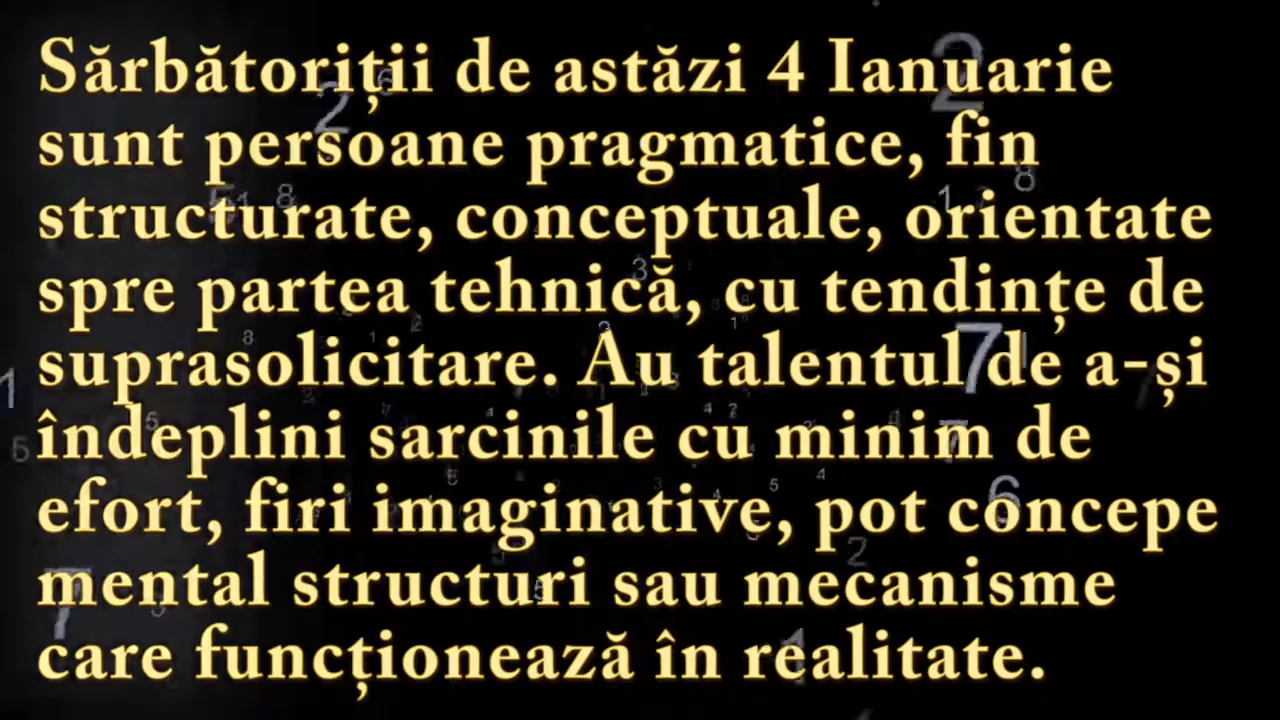 Sărbătoriții de astăzi 4 Ianuarie
sunt persoane pragmatice, fin
structurate, conceptuale, orientate
spre partea tehnică, cu tendințe de
suprasolicitare. Au talentul de a-și
îndeplini sarcinile cu minim de
efort, firi imaginative, pot concepe
mental structuri sau mecanisme
care funcționează în realitate.